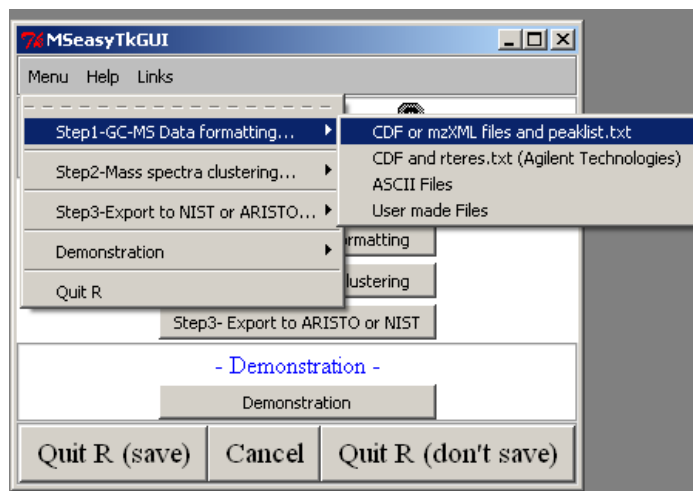 MSeasyTkGUI
Menu Help Links
Step1-GC-MS Data formatting...
Step2-Mass spectra clustering...
Step3-Export to NIST or ARISTO...
Demonstration
Quit R
CDF or mzXML files and peaklist.txt
CDF and rteres.txt (Agilent Technologies)
ASCII Files
User made Files
rmatting
lustering
Step3- Export to ARISTO or NIST
- Demonstration -
Demonstration
Quit R (save) Cancel Quit R (don't save)